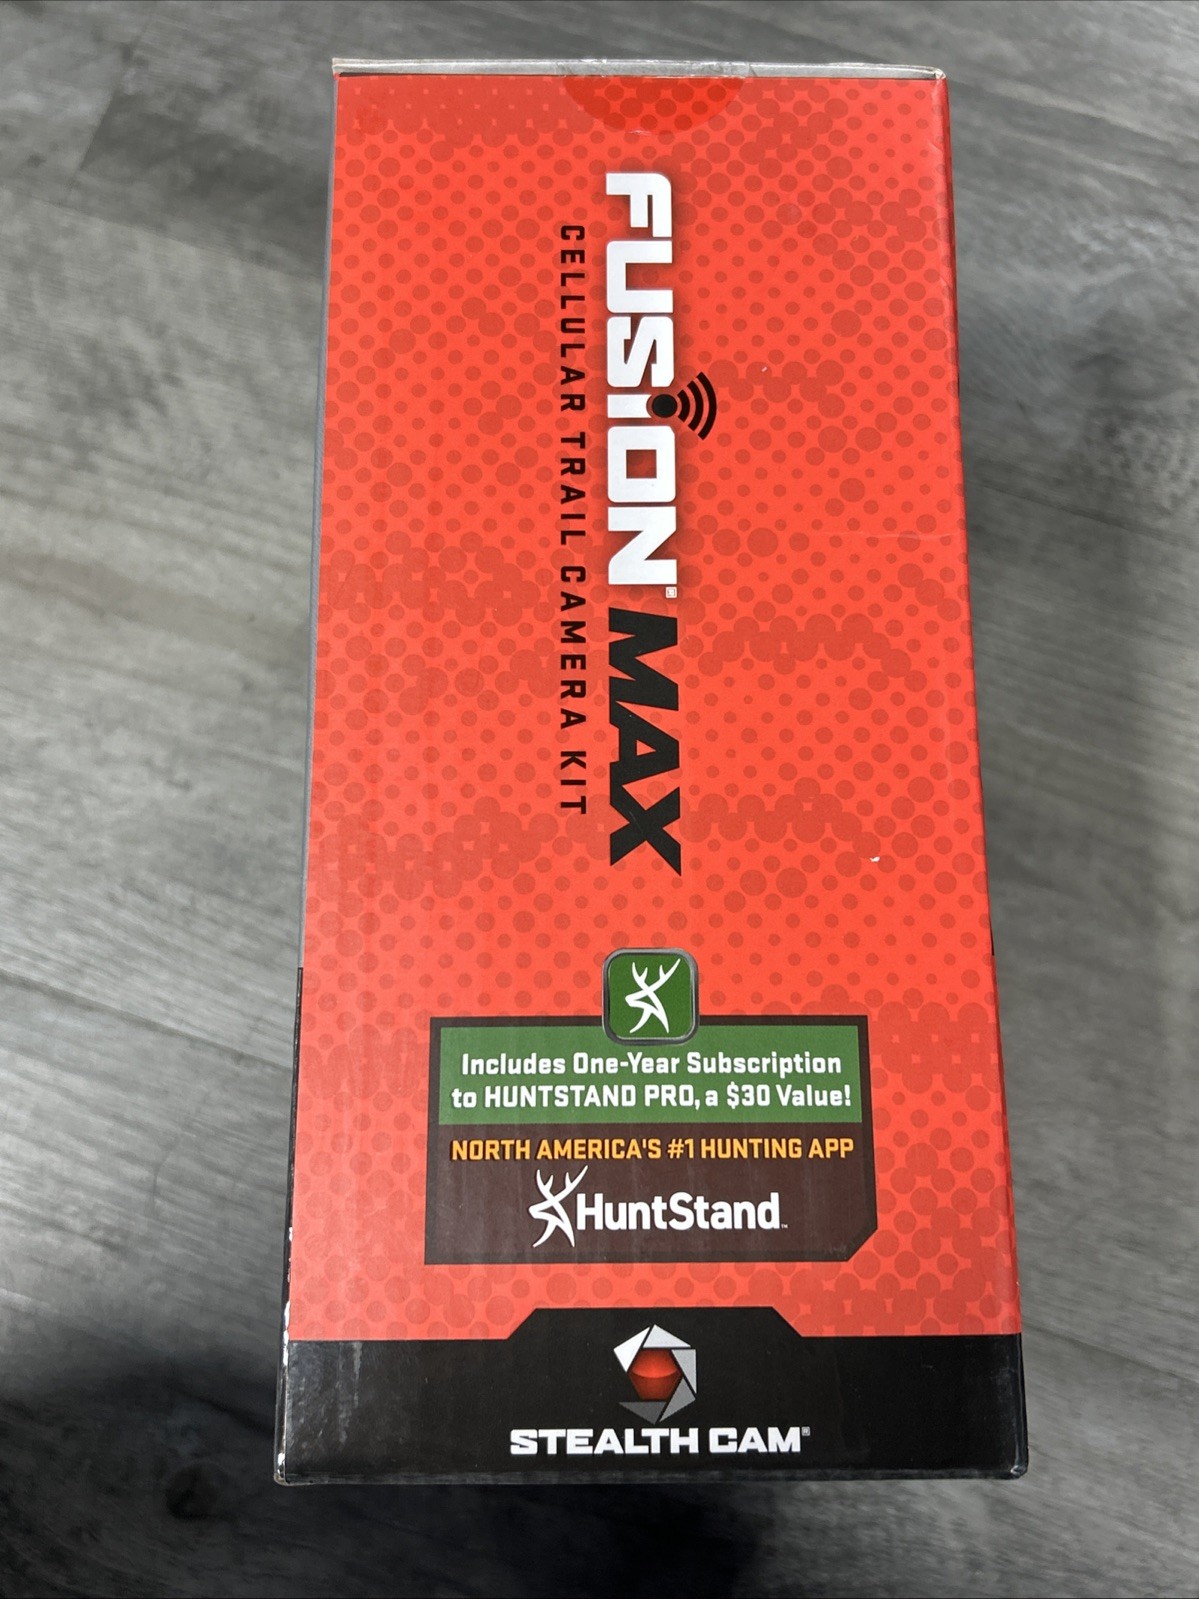 FUSION® MAX
CELLULAR TRAIL CAMERA KIT
Includes One-Year Subscription
to HUNTSTAND PRO, a $30 Value!
NORTH AMERICA'S #1 HUNTING APP
HuntStand™
STEALTH CAM®